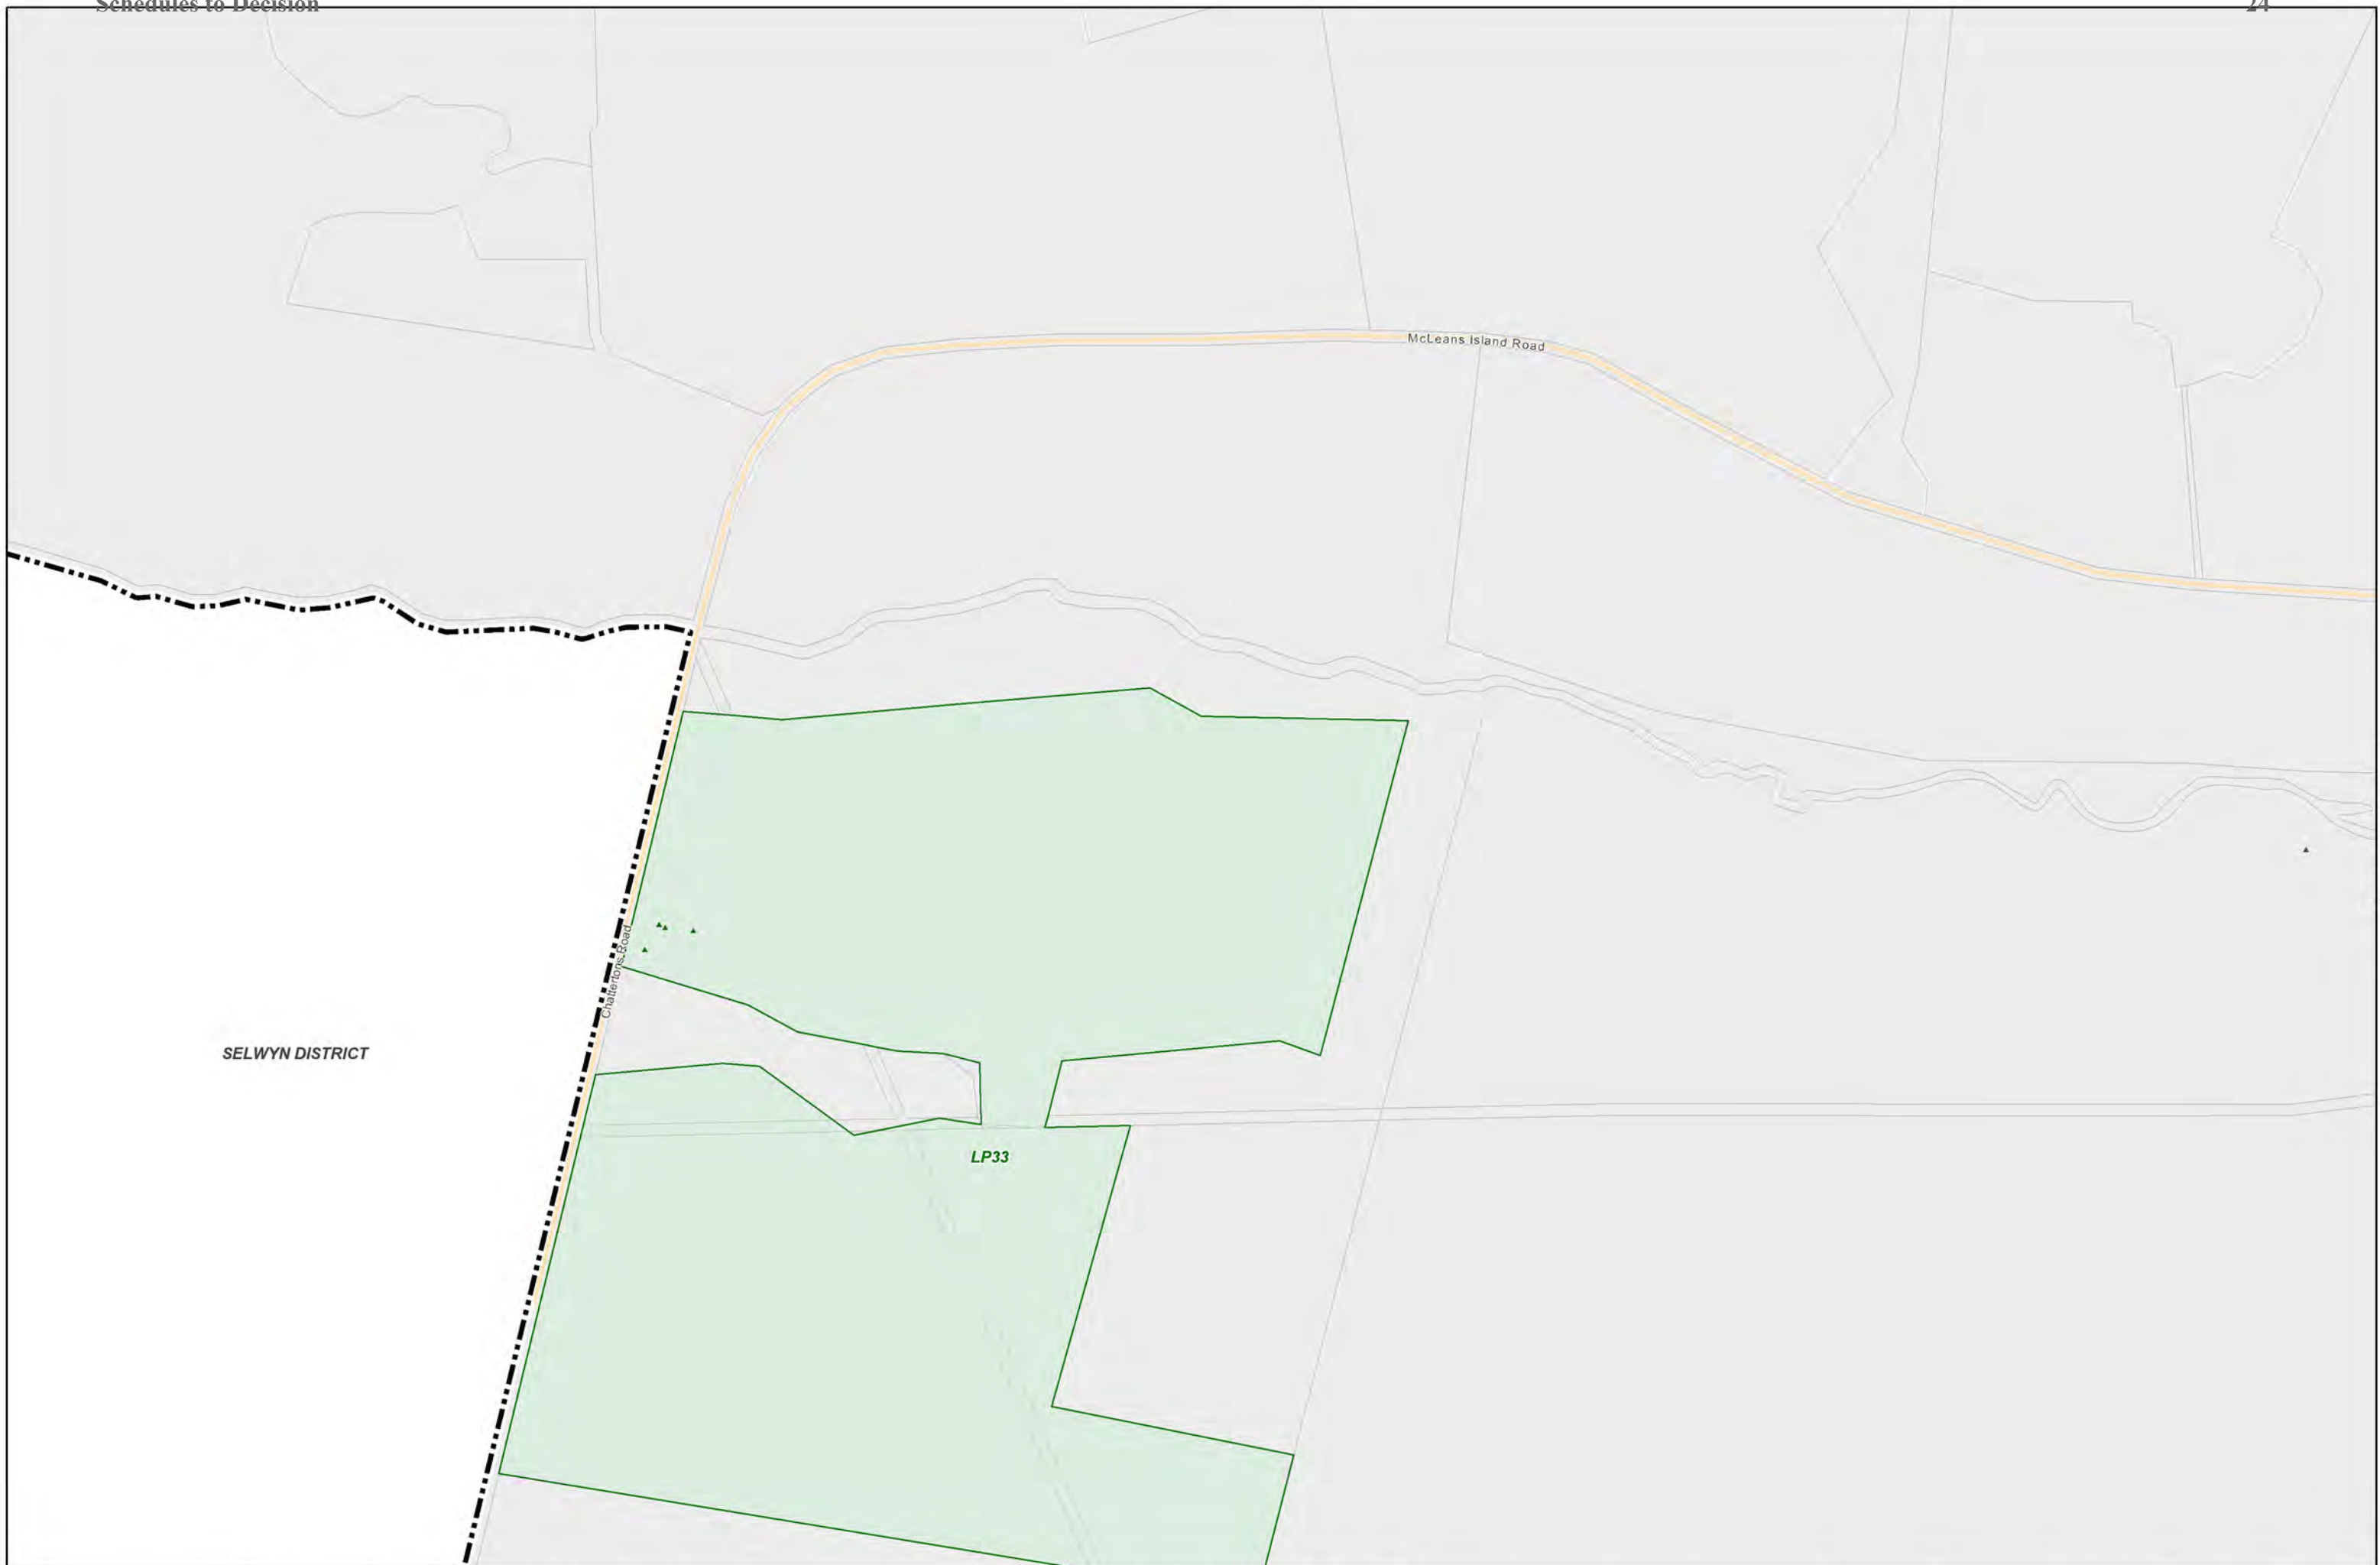 Schedules to Decision
24
McLeans Island Road
Chattertons Road
SELWYN DISTRICT
LP33